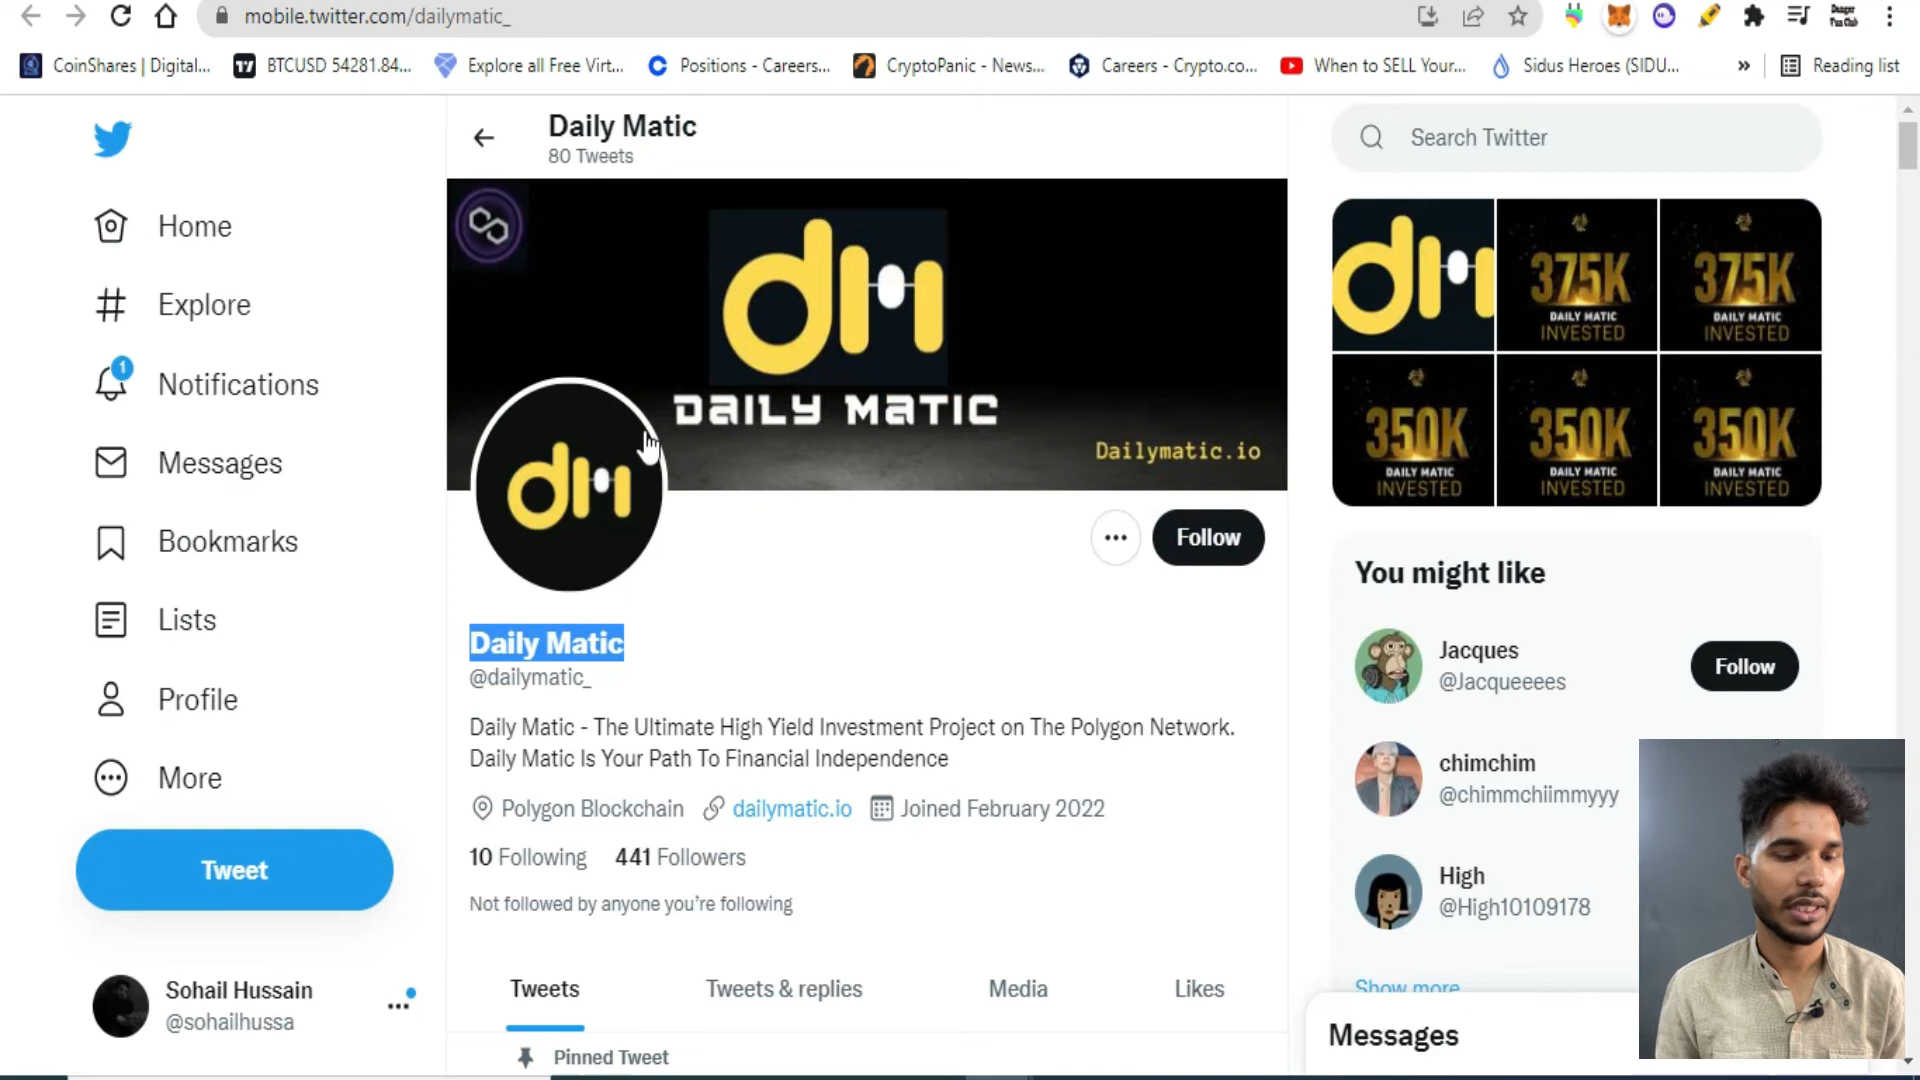 mobile.twitter.com/dailymatic_
CoinShares | Digital...
BTCUSD 54281.84...
Explore all Free Virt...
Positions - Careers...
CryptoPanic - News...
Careers - Crypto.co...
When to SELL Your...
Sidus Heroes (SIDU...
»
Reading list
Home
Explore
1
Notifications
Messages
Bookmarks
Lists
Profile
More
Tweet
Sohail Hussain
@sohailhussa
Daily Matic
80 Tweets
dm
DAILY MATIC
Dailymatic.io
dm
Follow
Daily Matic
@dailymatic_
Daily Matic - The Ultimate High Yield Investment Project on The Polygon Network.
Daily Matic Is Your Path To Financial Independence
Polygon Blockchain dailymatic.io Joined February 2022
10 Following 441 Followers
Not followed by anyone you're following
Tweets Tweets & replies Media Likes
Pinned Tweet
Search Twitter
dm
375K
DAILY MATIC
INVESTED
375K
DAILY MATIC
INVESTED
350K
DAILY MATIC
INVESTED
350K
DAILY MATIC
INVESTED
350K
DAILY MATIC
INVESTED
You might like
Jacques
@Jacqueeees
Follow
chimchim
@chimmchiimmyyy
High
@High10109178
Show more
Messages